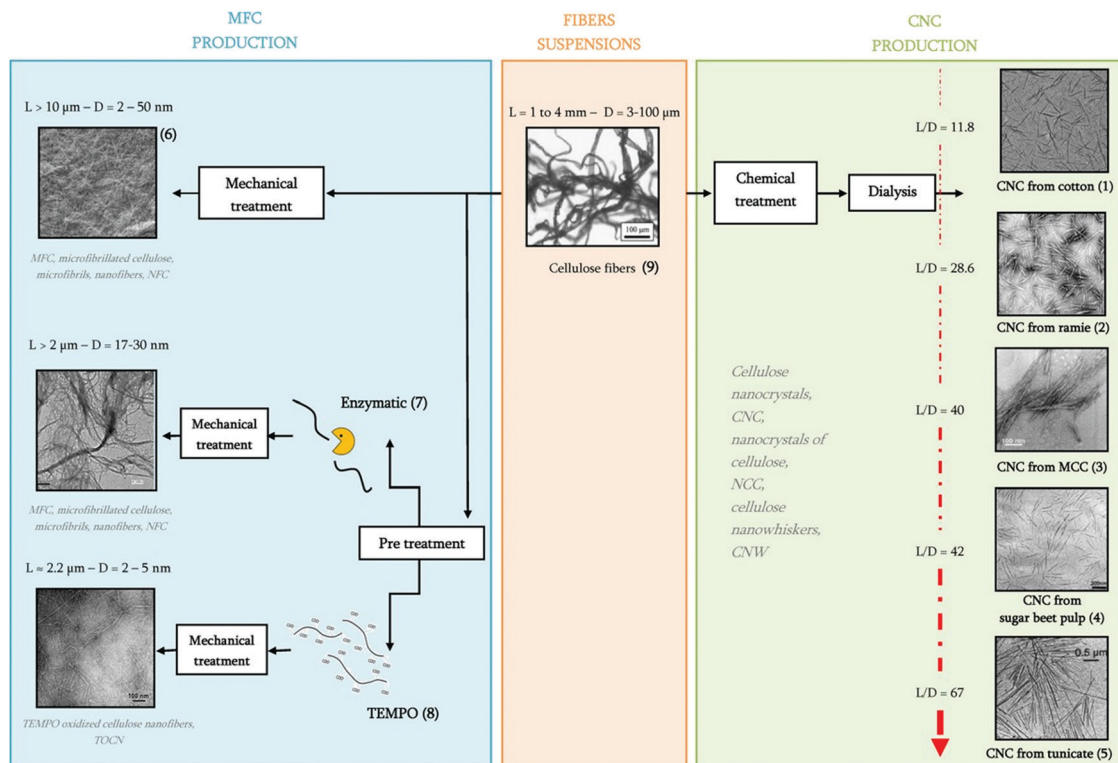 MFC
PRODUCTION
FIBERS
SUSPENSIONS
CNC
PRODUCTION
L > 10 µm – D = 2 – 50 nm
(6)
Mechanical
treatment
MFC, microfibrillated cellulose,
microfibrils, nanofibers, NFC
L > 2 µm – D = 17-30 nm
Mechanical
treatment
Enzymatic (7)
MFC, microfibrillated cellulose,
microfibrils, nanofibers, NFC
Pre treatment
L ≈ 2.2 µm – D = 2 – 5 nm
Mechanical
treatment
100 nm
TEMPO (8)
TEMPO oxidized cellulose nanofibers,
TOCN
L = 1 to 4 mm – D = 3-100 µm
100 µm
Cellulose fibers (9)
Chemical
treatment
Dialysis
Cellulose
nanocrystals,
CNC,
nanocrystals of
cellulose,
NCC,
cellulose
nanowhiskers,
CNW
L/D = 11.8
CNC from cotton (1)
L/D = 28.6
CNC from ramie (2)
L/D = 40
100 nm
CNC from MCC (3)
L/D = 42
CNC from
sugar beet pulp (4)
L/D = 67
0.5 µm
CNC from tunicate (5)